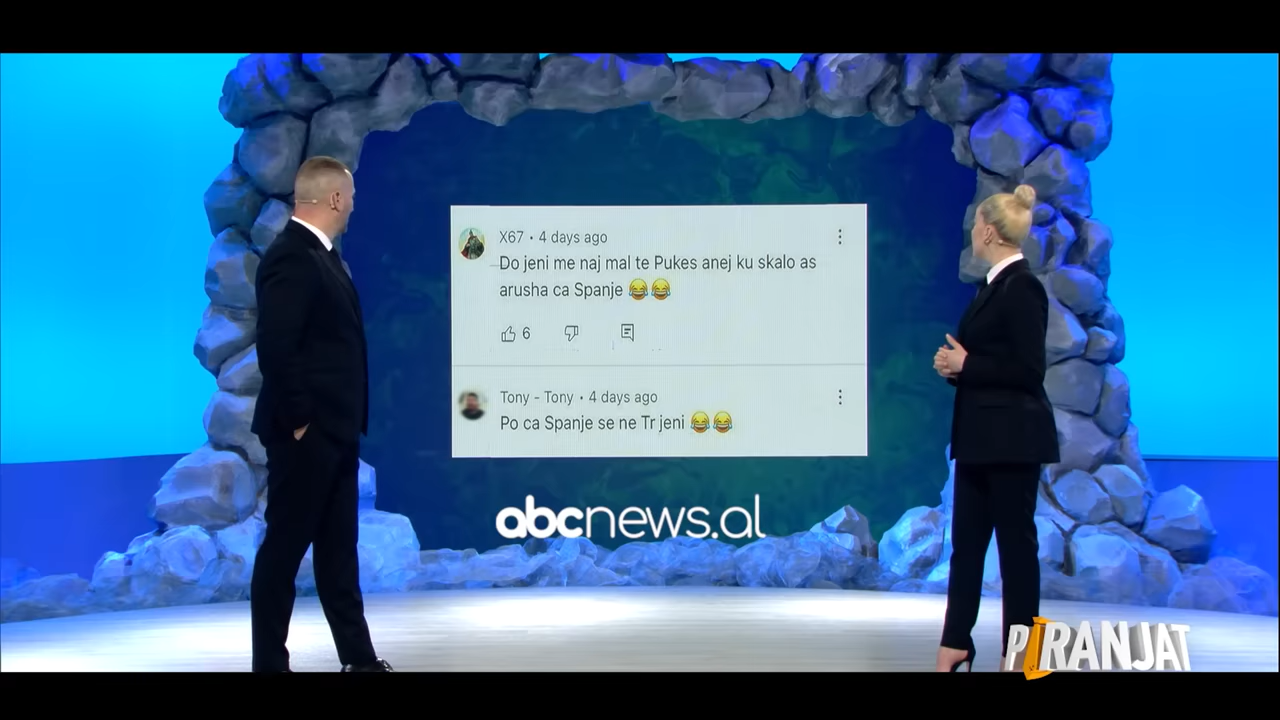 X67 • 4 days ago
Do jeni me naj mal te Pukes anej ku skalo as
arusha ca Spanje 😂😂
6
Tony - Tony • 4 days ago
Po ca Spanje se ne Tr jeni 😂😂
abcnews.al
PIRANJAT